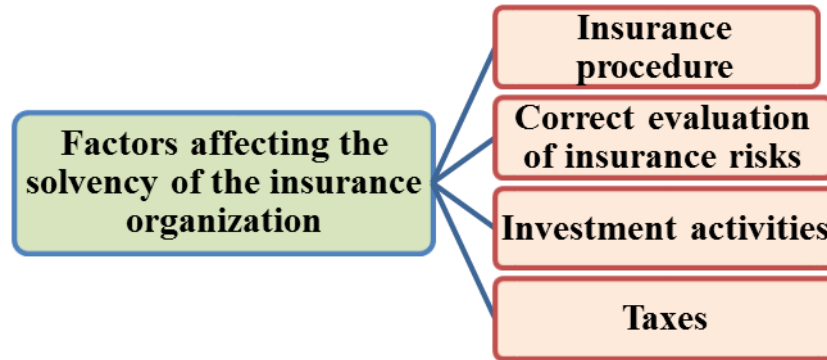 Factors affecting the
solvency of the insurance
organization
Insurance
procedure
Correct evaluation
of insurance risks
Investment activities
Taxes